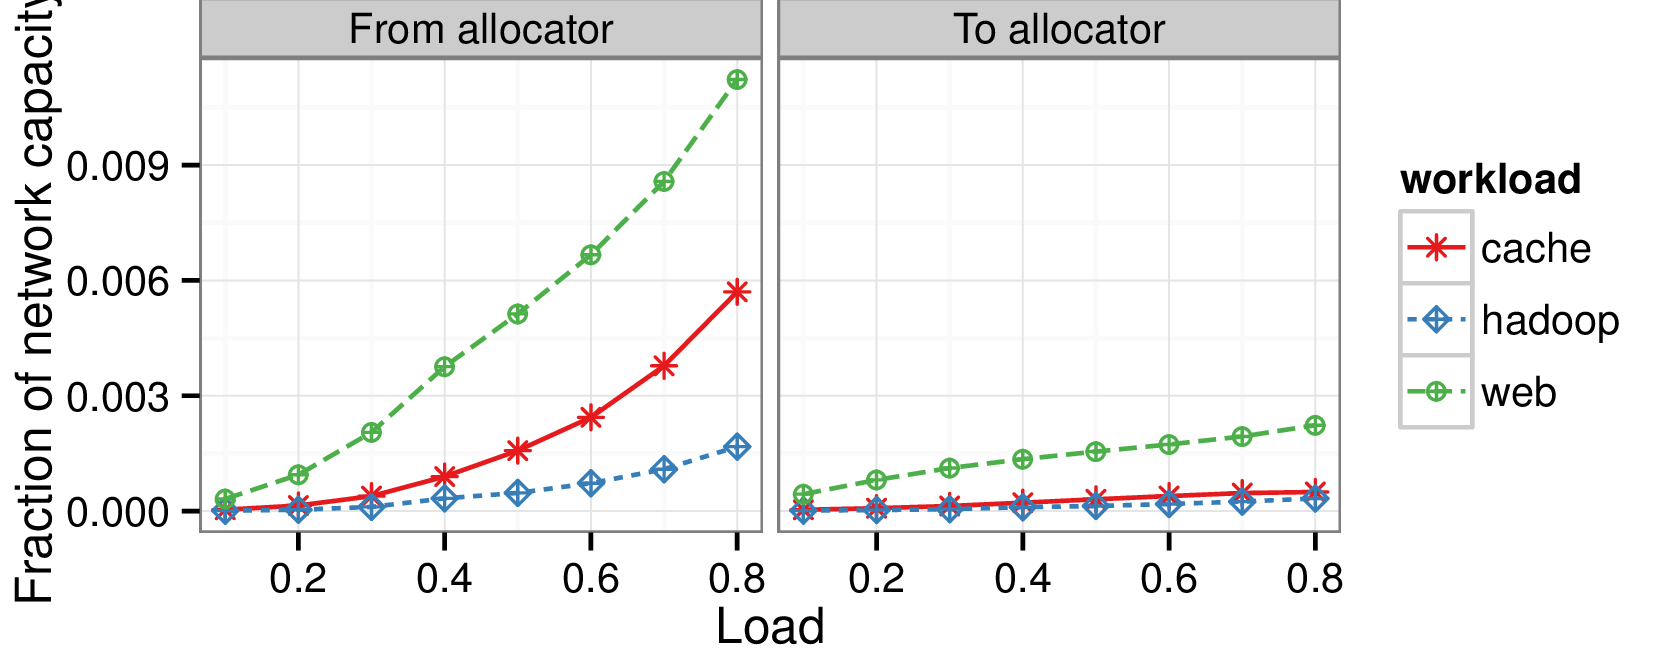 From allocator
To allocator
Fraction of network capacity
0.009
0.006
0.003
0.000
0.2
0.4
0.6
0.8
0.2
0.4
0.6
0.8
Load
workload
cache
hadoop
web